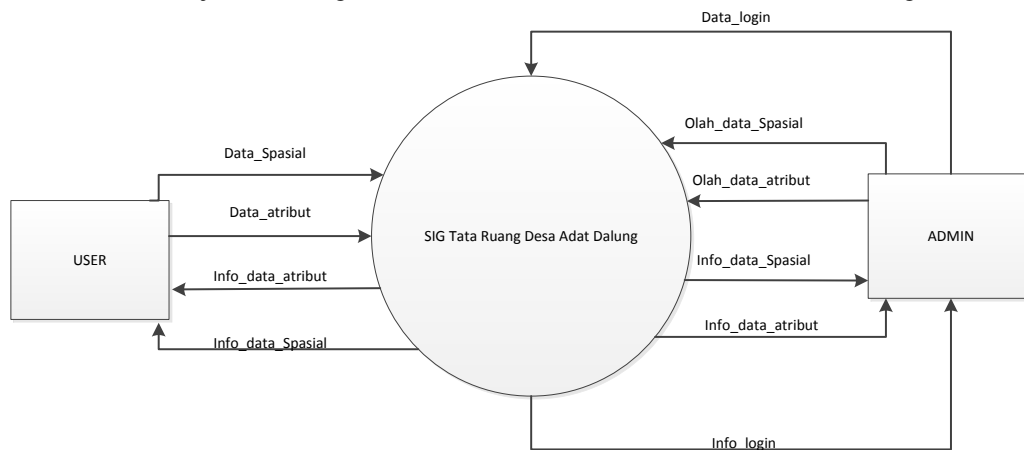 Data_login
Olah_data_Spasial
Data_Spasial
Olah_data_atribut
Data_atribut
USER
SIG Tata Ruang Desa Adat Dalung
ADMIN
Info_data_atribut
Info_data_Spasial
Info_data_Spasial
Info_data_atribut
Info_login